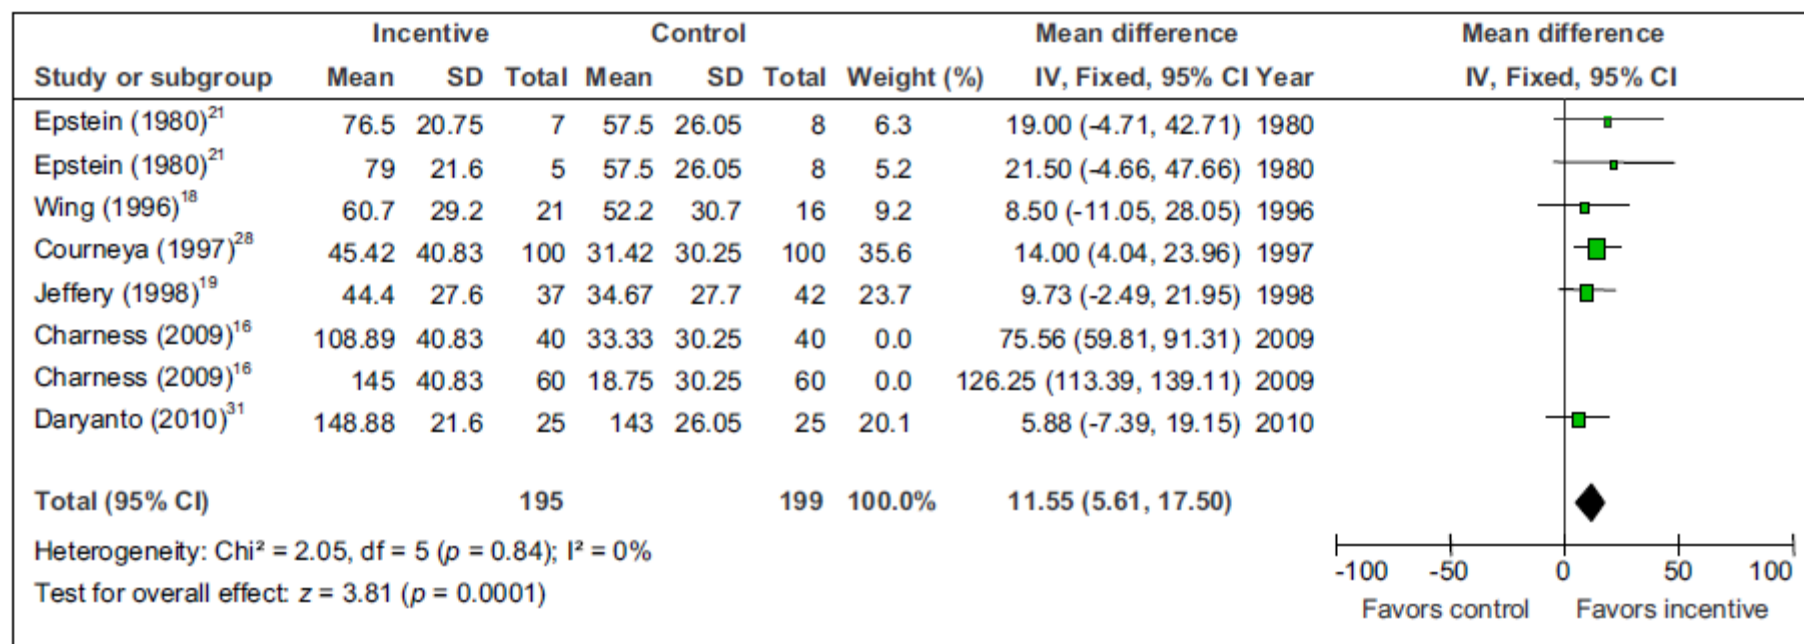 Incentive Control Mean difference Mean difference
Study or subgroup Mean SD Total Mean SD Total Weight (%) IV, Fixed, 95% CI Year IV, Fixed, 95% CI
Epstein (1980)²¹ 76.5 20.75 7 57.5 26.05 8 6.3 19.00 (-4.71, 42.71) 1980
Epstein (1980)²¹ 79 21.6 5 57.5 26.05 8 5.2 21.50 (-4.66, 47.66) 1980
Wing (1996)¹⁸ 60.7 29.2 21 52.2 30.7 16 9.2 8.50 (-11.05, 28.05) 1996
Courneya (1997)²⁸ 45.42 40.83 100 31.42 30.25 100 35.6 14.00 (4.04, 23.96) 1997
Jeffery (1998)¹⁹ 44.4 27.6 37 34.67 27.7 42 23.7 9.73 (-2.49, 21.95) 1998
Charness (2009)¹⁶ 108.89 40.83 40 33.33 30.25 40 0.0 75.56 (59.81, 91.31) 2009
Charness (2009)¹⁶ 145 40.83 60 18.75 30.25 60 0.0 126.25 (113.39, 139.11) 2009
Daryanto (2010)³¹ 148.88 21.6 25 143 26.05 25 20.1 5.88 (-7.39, 19.15) 2010
Total (95% CI) 195 199 100.0% 11.55 (5.61, 17.50)
Heterogeneity: Chi² = 2.05, df = 5 (p = 0.84); I² = 0%
Test for overall effect: z = 3.81 (p = 0.0001)
-100 -50 0 50 100
Favors control Favors incentive